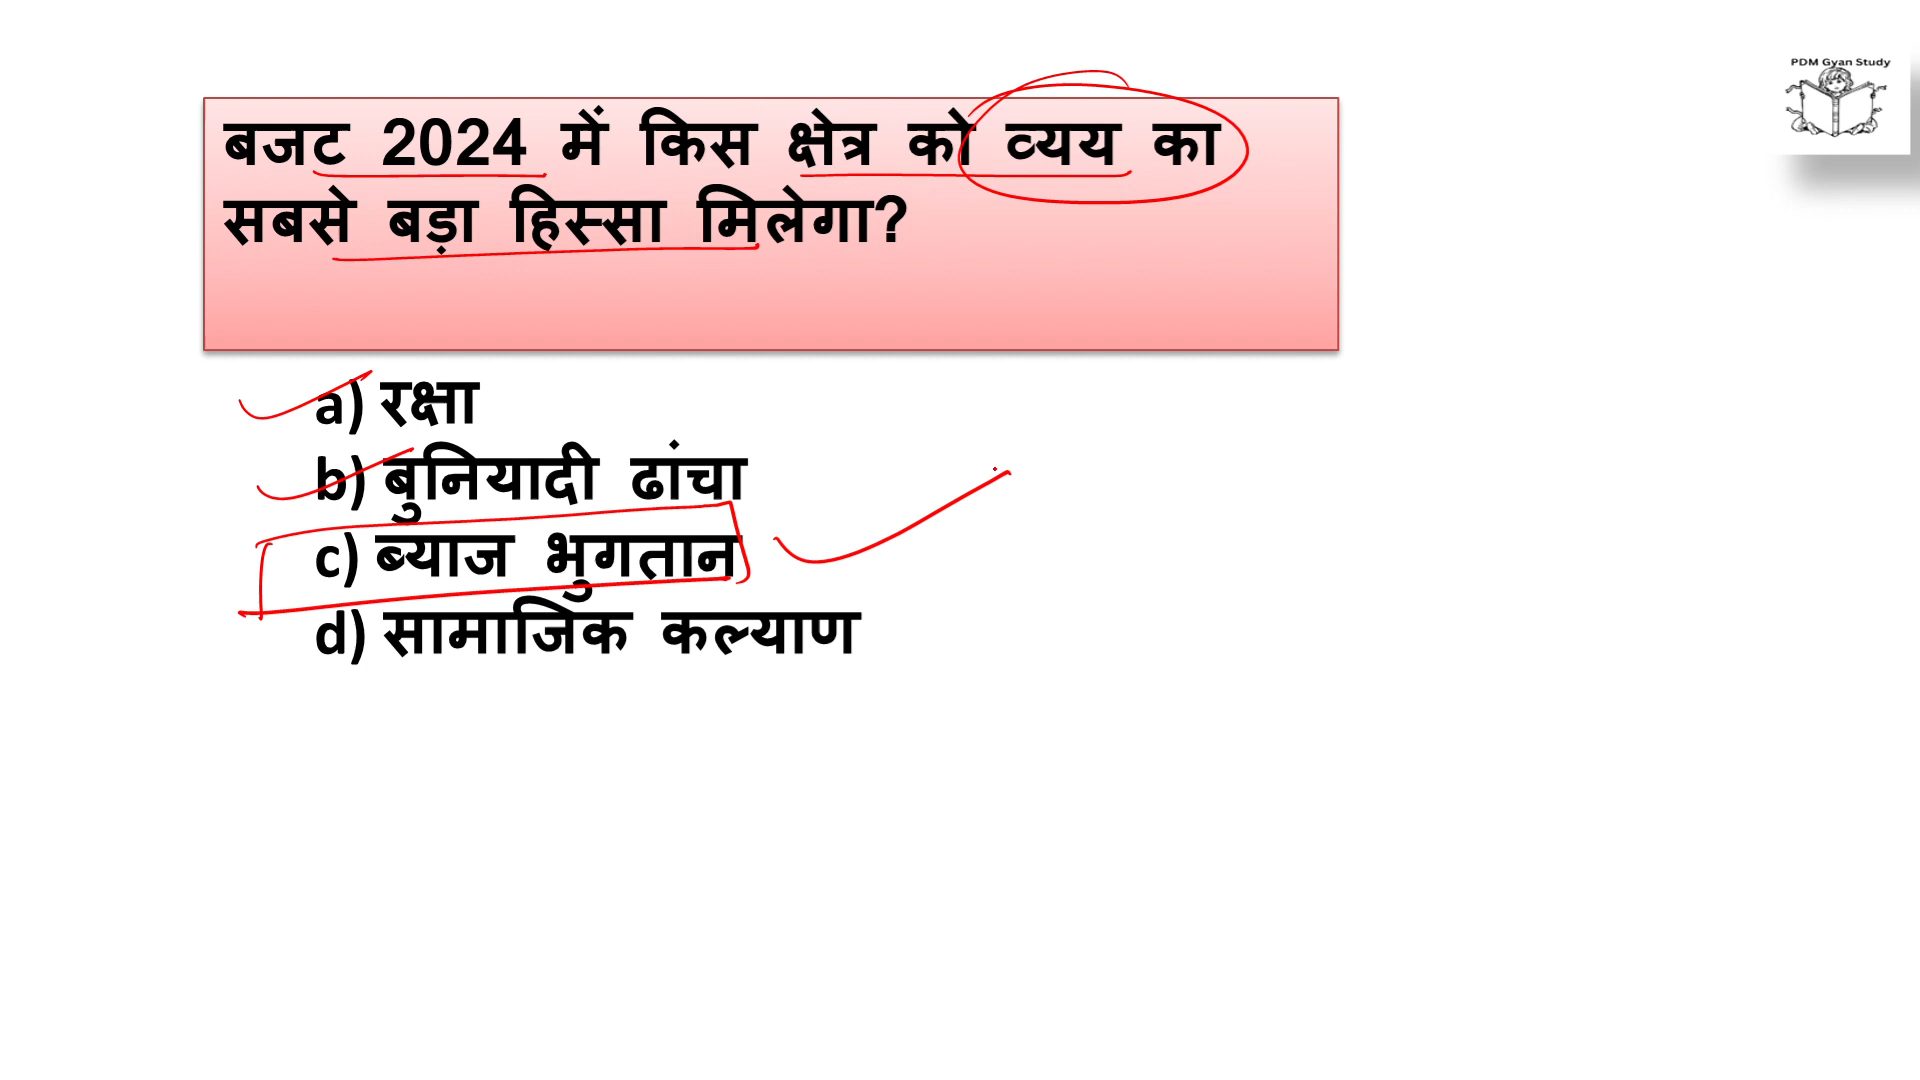 PDM Gyan Study
बजट 2024 में किस क्षेत्र को व्यय का
सबसे बड़ा हिस्सा मिलेगा?
a) रक्षा
b) बुनियादी ढांचा
c) ब्याज भुगतान
d) सामाजिक कल्याण